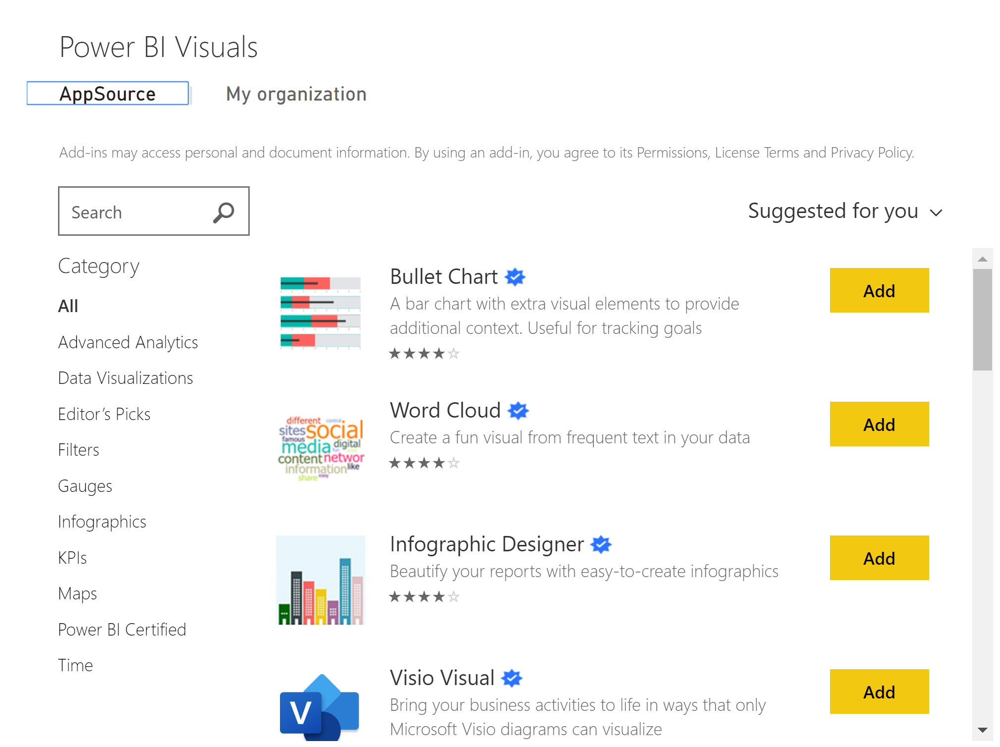 Power BI Visuals
AppSource
My organization
Add-ins may access personal and document information. By using an add-in, you agree to its Permissions, License Terms and Privacy Policy.
Search
Suggested for you
Category
All
Advanced Analytics
Data Visualizations
Editor's Picks
Filters
Gauges
Infographics
KPIs
Maps
Power BI Certified
Time
Bullet Chart
A bar chart with extra visual elements to provide
additional context. Useful for tracking goals
Add
different control
sites social
famous
media digital
fun
content networ
information like
share easy
Word Cloud
Create a fun visual from frequent text in your data
Add
Infographic Designer
Beautify your reports with easy-to-create infographics
Add
V
Visio Visual
Bring your business activities to life in ways that only
Microsoft Visio diagrams can visualize
Add